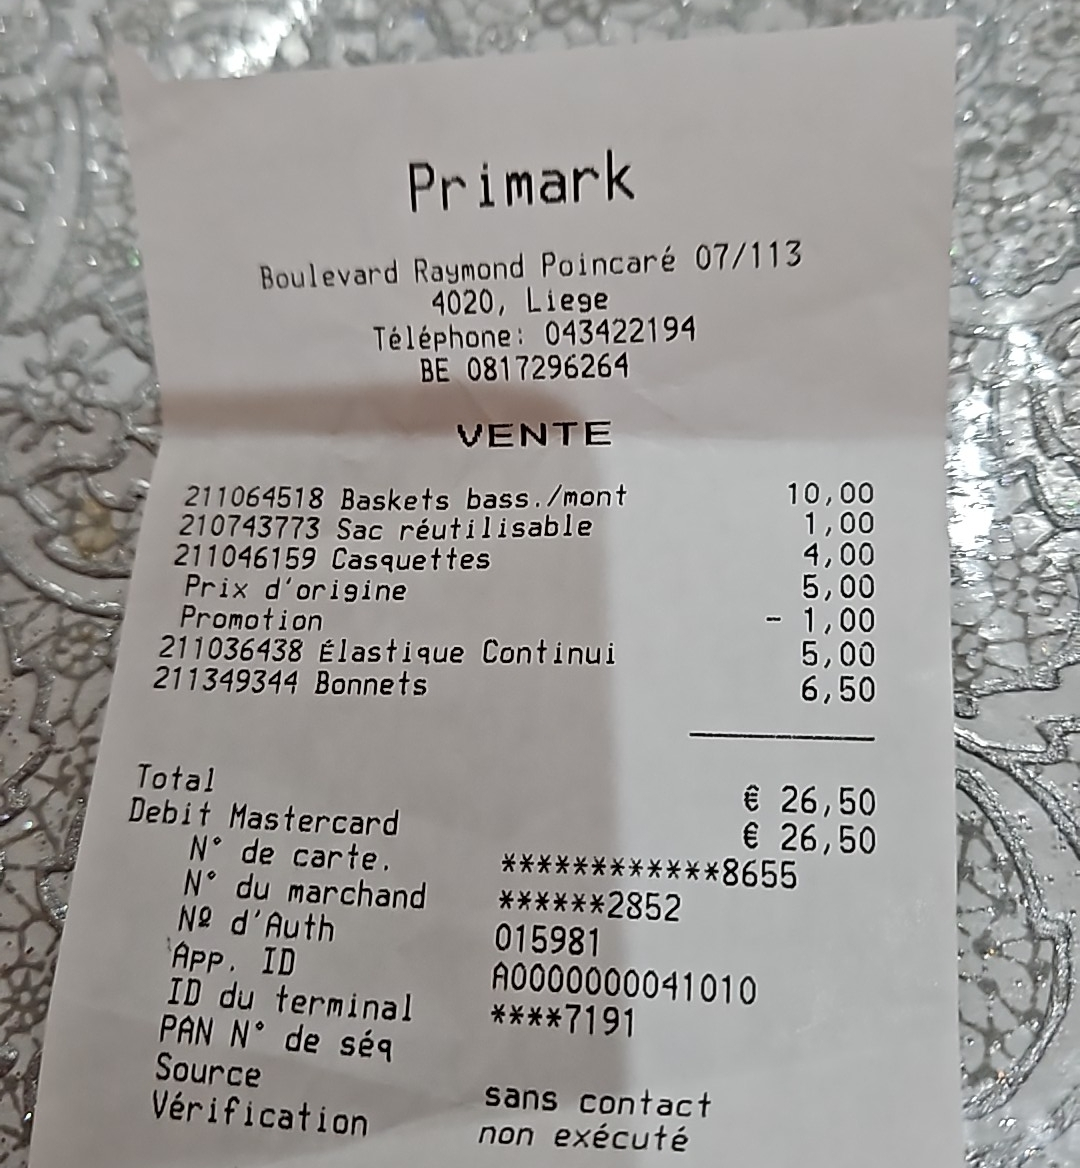 Primark
Boulevard Raymond Poincaré 07/113
4020, Liege
Téléphone: 043422194
BE 0817296264
VENTE
211064518 Baskets bass./mont 10,00
210743773 Sac réutilisable 1,00
211046159 Casquettes 4,00
Prix d'origine 5,00
Promotion - 1,00
211036438 Élastique Continui 5,00
211349344 Bonnets 6,50
Total € 26,50
Debit Mastercard € 26,50
N° de carte. ************8655
N° du marchand ******2852
Nº d'Auth 015981
App. ID A0000000041010
ID du terminal ****7191
PAN N° de séq
Source sans contact
Vérification non exécuté